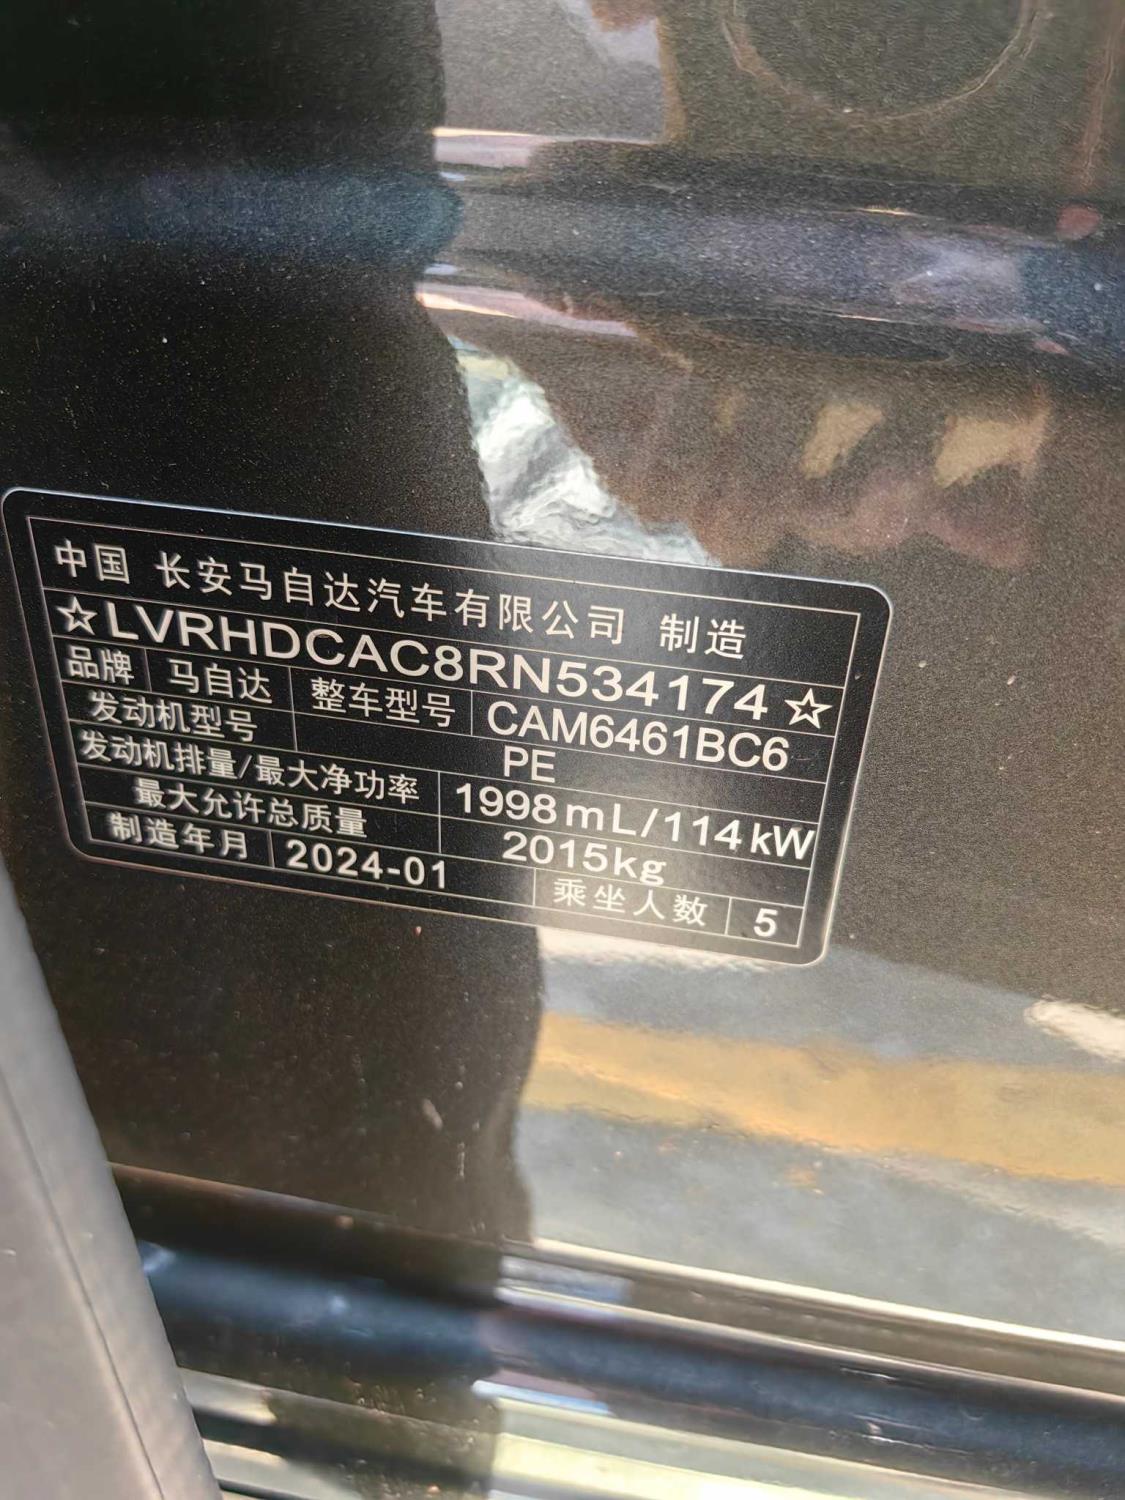 中国 长安马自达汽车有限公司 制造
☆LVRHDCAC8RN534174☆
品牌 马自达 整车型号 CAM6461BC6
发动机型号 PE
发动机排量/最大净功率 1998mL/114kW
最大允许总质量 2015kg
制造年月 2024-01 乘坐人数 5